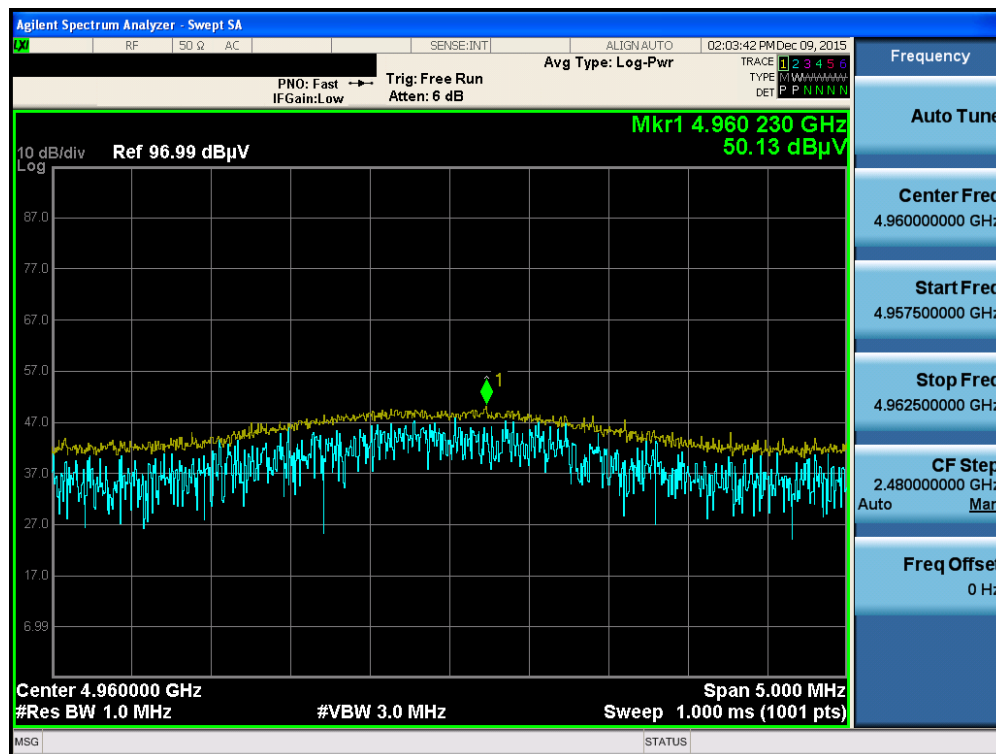 Agilent Spectrum Analyzer - Swept SA
LXI RF 50 Ω AC SENSE:INT ALIGN AUTO 02:03:42 PM Dec 09, 2015
PNO: Fast
IFGain:Low
Trig: Free Run
Atten: 6 dB
Avg Type: Log-Pwr
TRACE 1 2 3 4 5 6
TYPE M W W W W W
DET P P N N N N
Mkr1 4.960 230 GHz
50.13 dBµV
10 dB/div Ref 96.99 dBµV
Log
87.0
77.0
67.0
57.0
1
47.0
37.0
27.0
17.0
6.99
Center 4.960000 GHz Span 5.000 MHz
#Res BW 1.0 MHz #VBW 3.0 MHz Sweep 1.000 ms (1001 pts)
MSG STATUS
Frequency
Auto Tune
Center Freq
4.960000000 GHz
Start Freq
4.957500000 GHz
Stop Freq
4.962500000 GHz
CF Step
2.480000000 GHz
Auto Man
Freq Offset
0 Hz